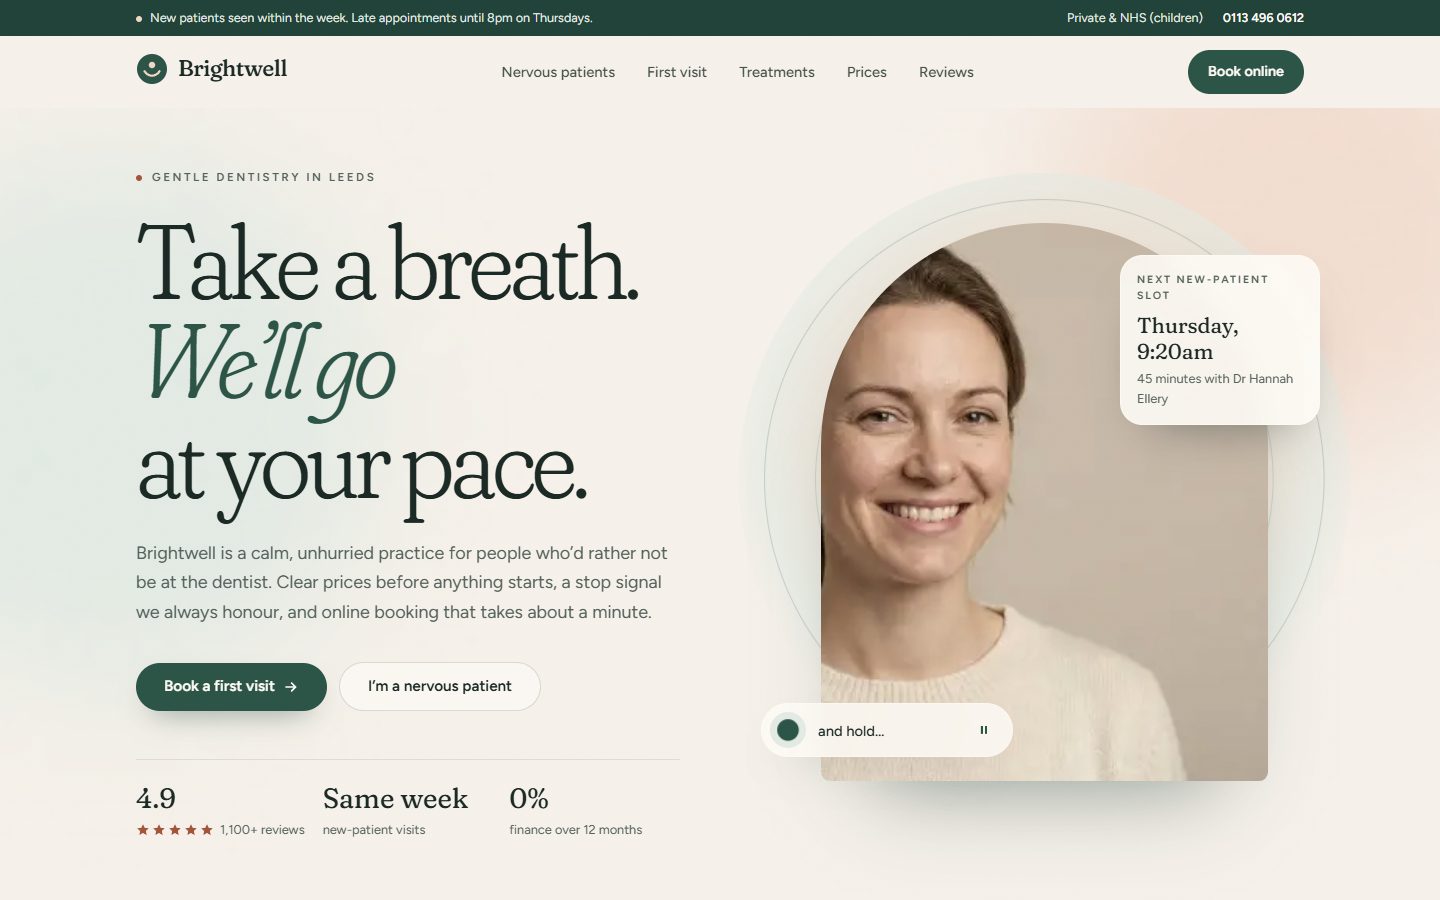 New patients seen within the week. Late appointments until 8pm on Thursdays.
Private & NHS (children)
0113 496 0612
Brightwell
Nervous patients
First visit
Treatments
Prices
Reviews
Book online
GENTLE DENTISTRY IN LEEDS
Take a breath.
We’ll go
at your pace.
Brightwell is a calm, unhurried practice for people who’d rather not
be at the dentist. Clear prices before anything starts, a stop signal
we always honour, and online booking that takes about a minute.
Book a first visit →
I’m a nervous patient
4.9
1,100+ reviews
Same week
new-patient visits
0%
finance over 12 months
NEXT NEW-PATIENT
SLOT
Thursday,
9:20am
45 minutes with Dr Hannah
Ellery
and hold…